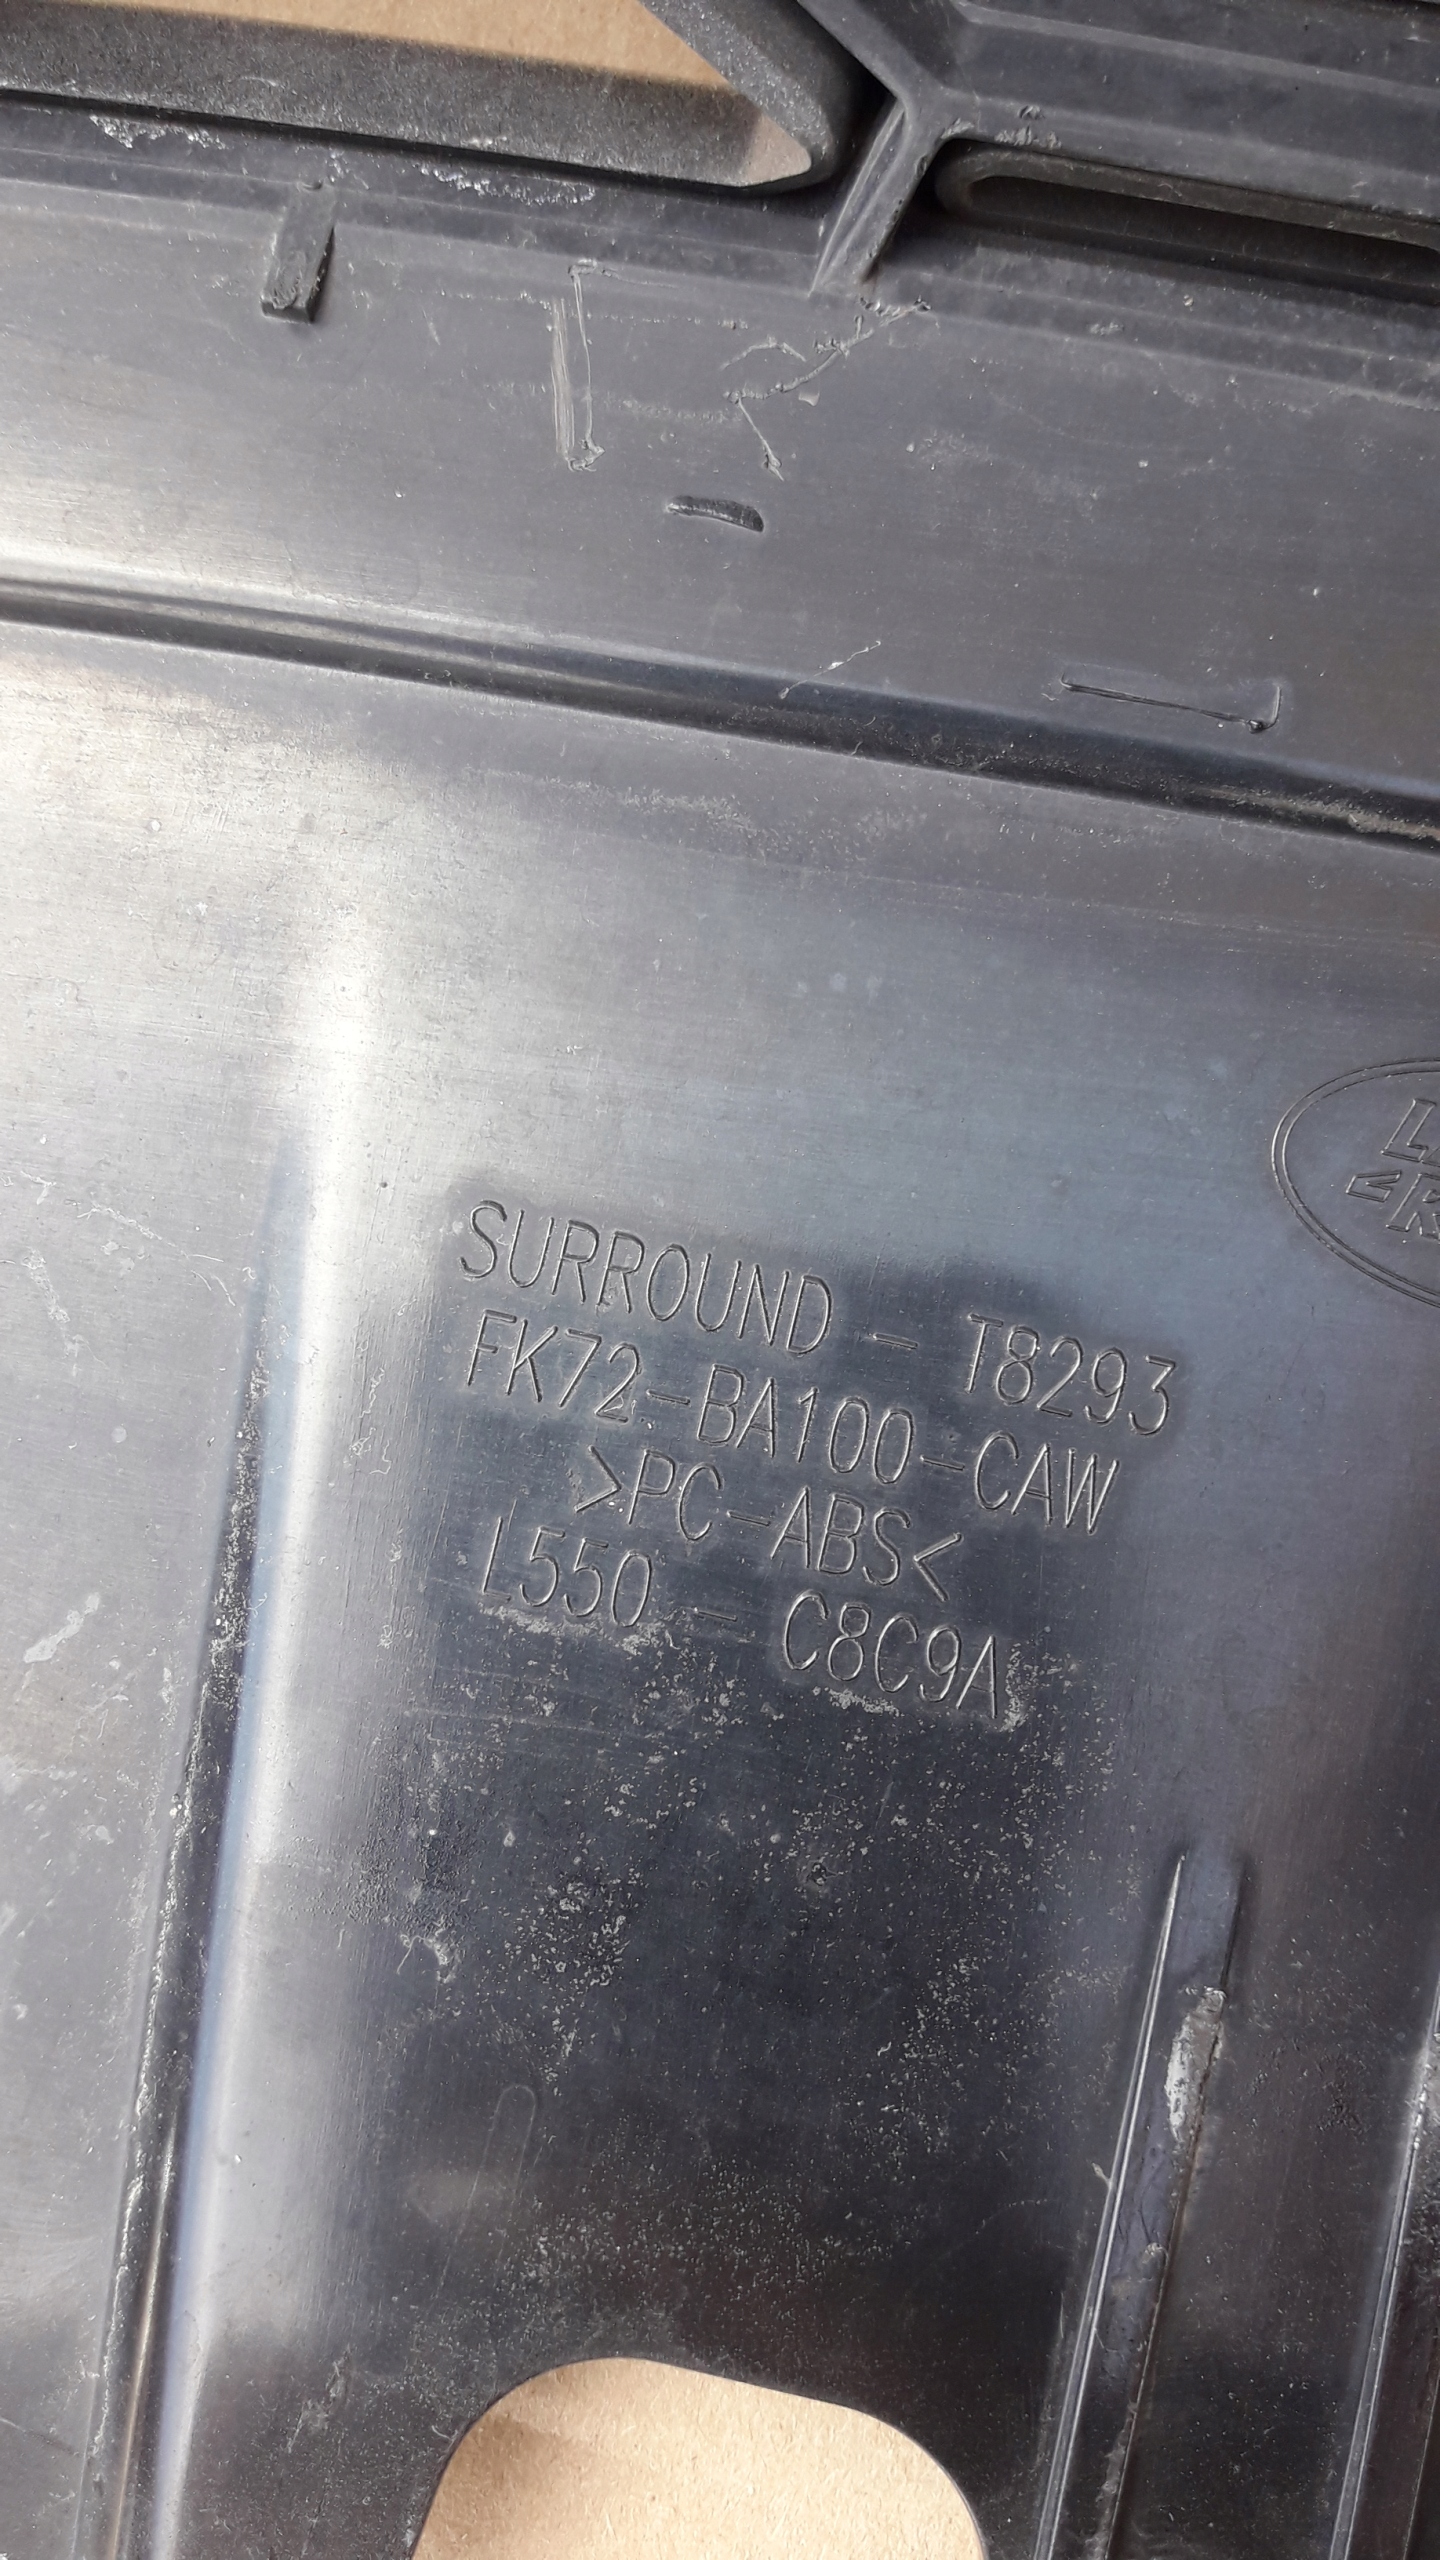 SURROUND - T8293
FK72-BA100-CAW
>PC-ABS<
L550 - C8C9A